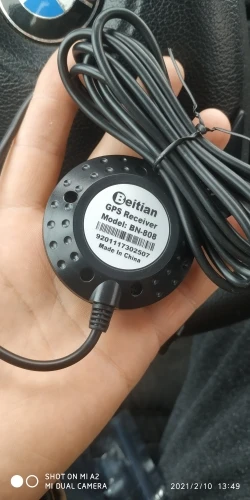 Beitian
GPS Receiver
Model: BN-808
9201117302507
Made In China
SHOT ON MI A2
MI DUAL CAMERA
2021/2/10 13:49